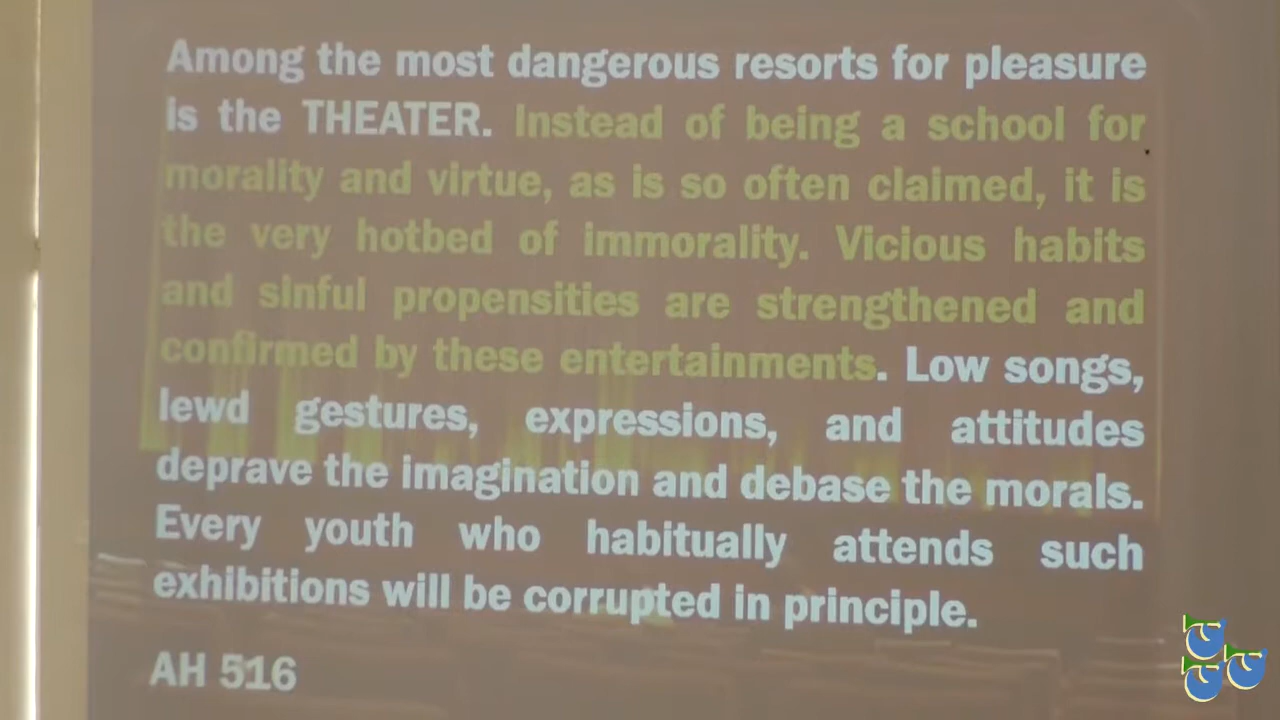 Among the most dangerous resorts for pleasure
is the THEATER. Instead of being a school for
morality and virtue, as is so often claimed, it is
the very hotbed of immorality. Vicious habits
and sinful propensities are strengthened and
confirmed by these entertainments. Low songs,
lewd gestures, expressions, and attitudes
deprave the imagination and debase the morals.
Every youth who habitually attends such
exhibitions will be corrupted in principle.
AH 516